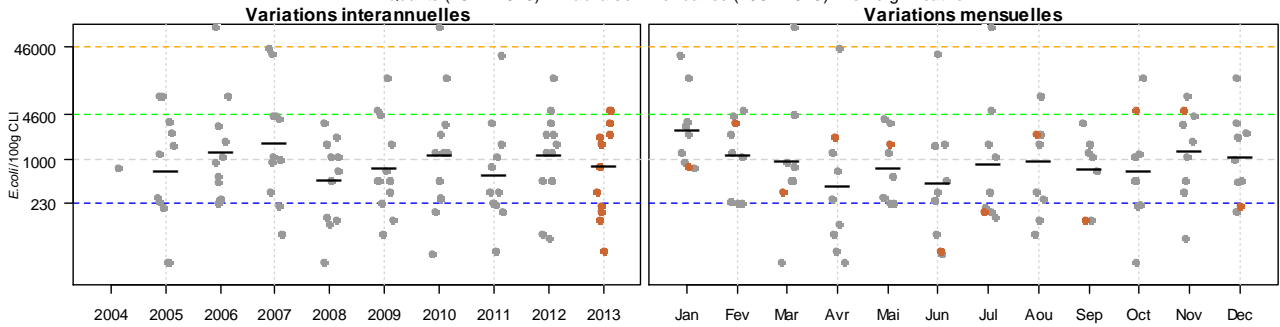 Variations interannuelles
Variations mensuelles
46000
4600
1000
230
E.coli/100g CLI
2004 2005 2006 2007 2008 2009 2010 2011 2012 2013
Jan Fev Mar Avr Mai Jun Jul Aou Sep Oct Nov Dec